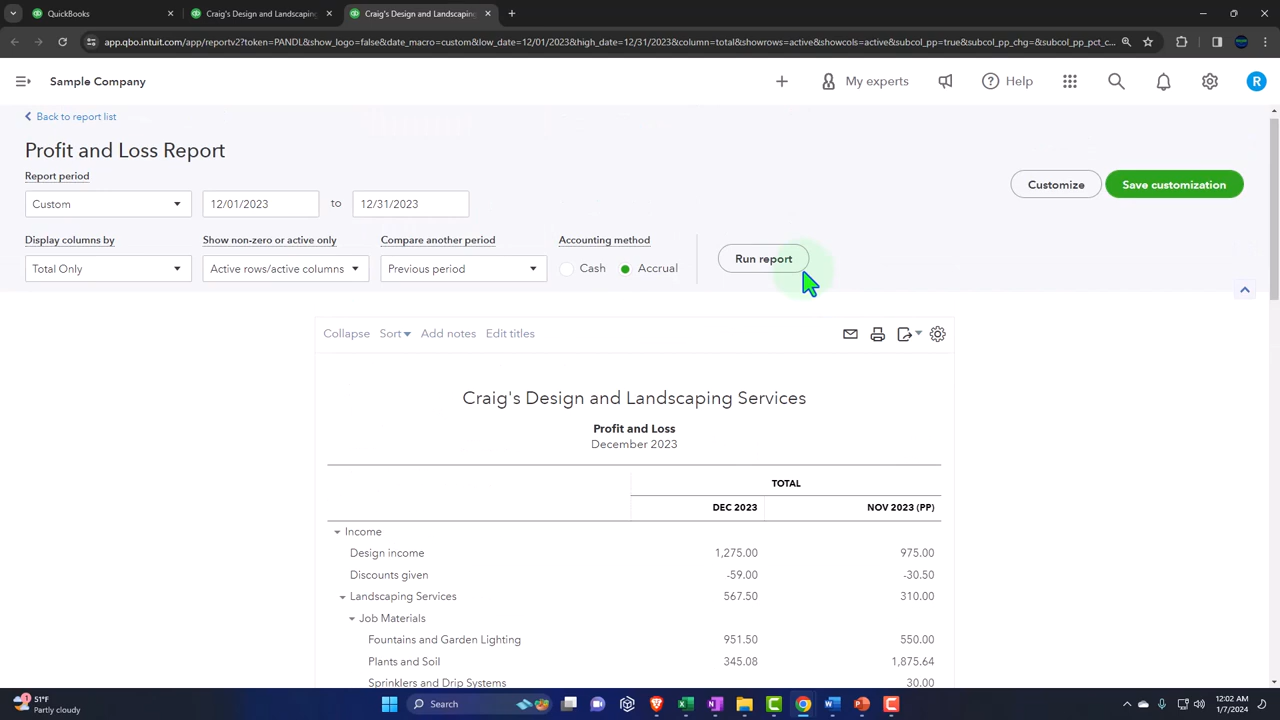 QuickBooks
Craig's Design and Landscaping
Craig's Design and Landscaping
app.qbo.intuit.com/app/reportv2?token=PANDL&show_logo=false&date_macro=custom&low_date=12/01/2023&high_date=12/31/2023&column=total&showrows=active&showcols=active&subcol_pp=true&subcol_pp_chg=&subcol_pp_pct_c...
Sample Company
My experts
Help
R
Back to report list
Profit and Loss Report
Report period
Custom
12/01/2023
to
12/31/2023
Customize
Save customization
Display columns by
Show non-zero or active only
Compare another period
Accounting method
Total Only
Active rows/active columns
Previous period
Cash
Accrual
Run report
Collapse
Sort
Add notes
Edit titles
Craig's Design and Landscaping Services
Profit and Loss
December 2023
TOTAL
DEC 2023 NOV 2023 (PP)
Income
Design income 1,275.00 975.00
Discounts given -59.00 -30.50
Landscaping Services 567.50 310.00
Job Materials
Fountains and Garden Lighting 951.50 550.00
Plants and Soil 345.08 1,875.64
Sprinklers and Drip Systems 30.00
1
51°F
Partly cloudy
Search
12:02 AM
1/7/2024